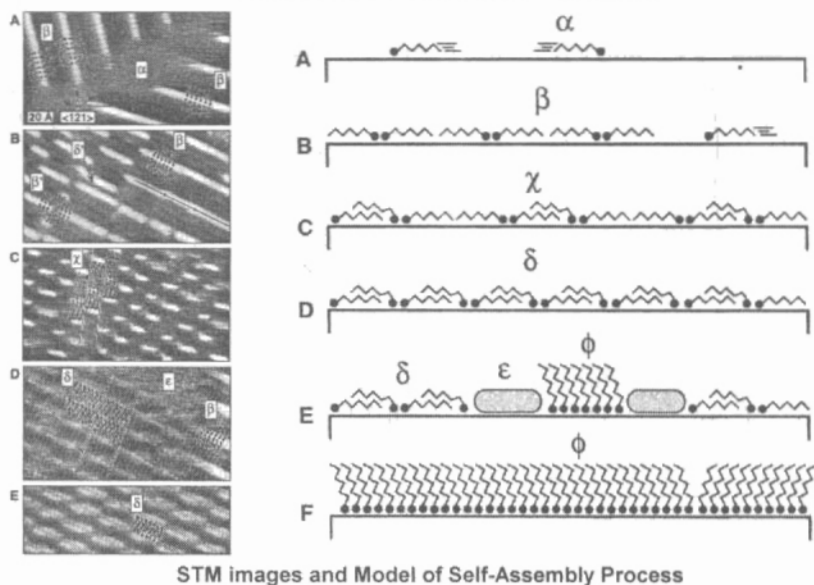 A
β
α
β
20 Å <121>
B
δ'
β
β
C
χ
D
δ
ε
β
E
δ
α
A
β
B
χ
C
δ
D
φ
δ ε
E
φ
F
STM images and Model of Self-Assembly Process